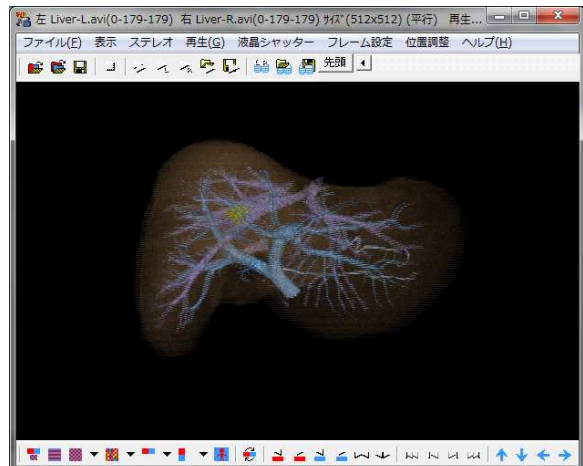 左 Liver-L.avi(0-179-179) 右 Liver-R.avi(0-179-179) ｻｲｽﾞ(512x512) (平行) 再生...
ファイル(F) 表示 ステレオ 再生(G) 液晶シャッター フレーム設定 位置調整 ヘルプ(H)
先頭